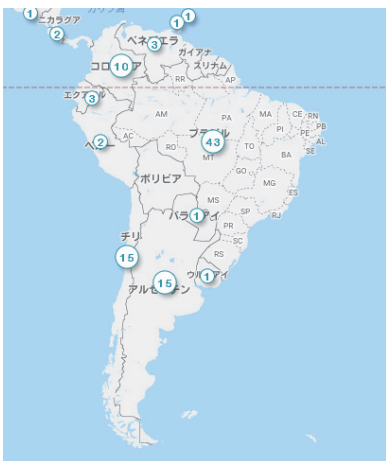 カリブ海
1
1
1
ニカラグア
2
ベネズエラ
3
ガイアナ
コロンビア
10
スリナム
RR
AP
エクアドル
3
AM
PA
MA
CE
RN
PB
PI
PE
AL
SE
ブラジル
43
AC
RO
TO
BA
ペルー
2
MT
GO
ボリビア
MG
ES
MS
SP
RJ
パラグアイ
1
PR
SC
チリ
15
RS
ウルグアイ
1
アルゼンチン
15